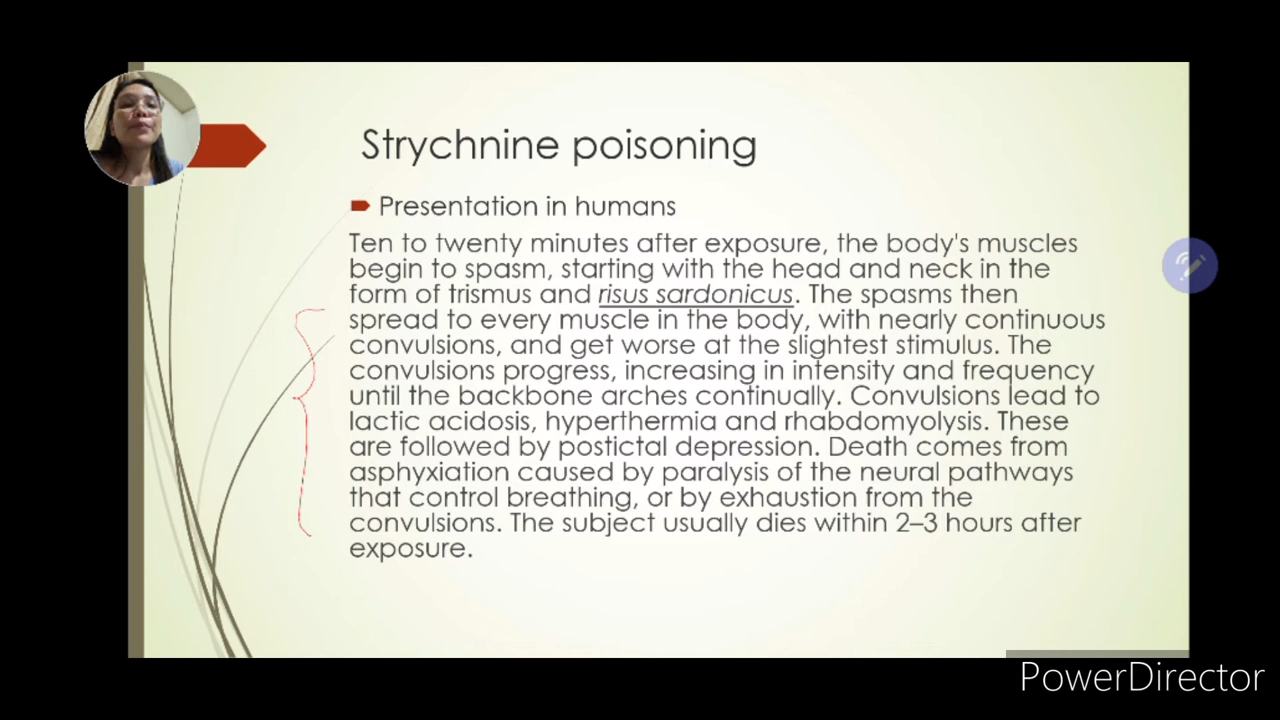 Strychnine poisoning
Presentation in humans
Ten to twenty minutes after exposure, the body's muscles
begin to spasm, starting with the head and neck in the
form of trismus and risus sardonicus. The spasms then
spread to every muscle in the body, with nearly continuous
convulsions, and get worse at the slightest stimulus. The
convulsions progress, increasing in intensity and frequency
until the backbone arches continually. Convulsions lead to
lactic acidosis, hyperthermia and rhabdomyolysis. These
are followed by postictal depression. Death comes from
asphyxiation caused by paralysis of the neural pathways
that control breathing, or by exhaustion from the
convulsions. The subject usually dies within 2–3 hours after
exposure.
PowerDirector